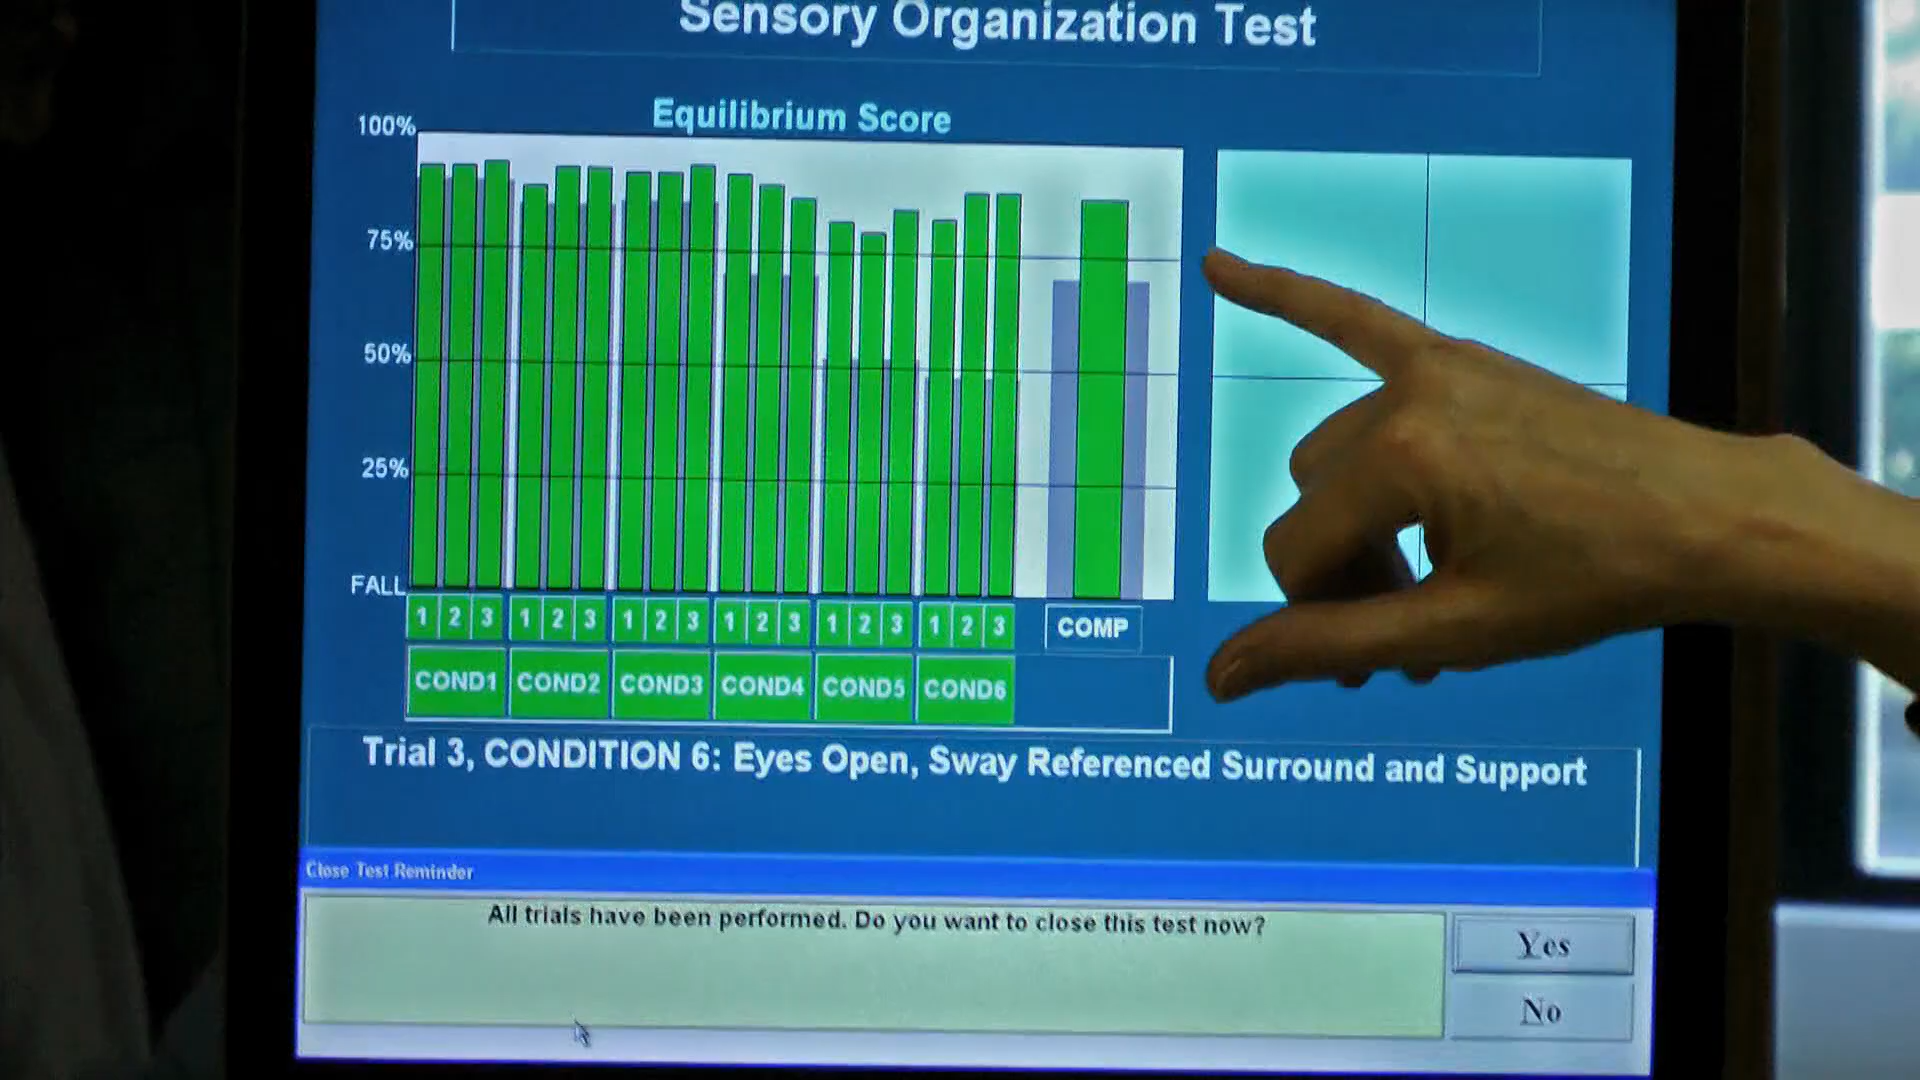 Sensory Organization Test
Equilibrium Score
100%
75%
50%
25%
FALL
1 2 3 1 2 3 1 2 3 1 2 3 1 2 3 1 2 3 COMP
COND1 COND2 COND3 COND4 COND5 COND6
Trial 3, CONDITION 6: Eyes Open, Sway Referenced Surround and Support
Close Test Reminder
All trials have been performed. Do you want to close this test now?
Yes
No